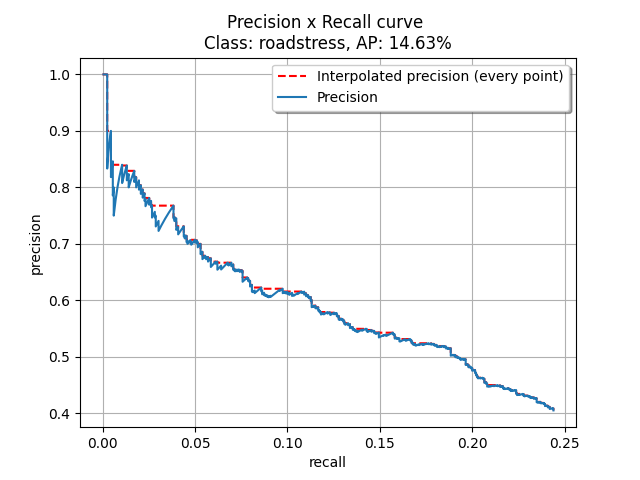 Precision x Recall curve
Class: roadstress, AP: 14.63%
Interpolated precision (every point)
Precision
1.0
0.9
0.8
0.7
0.6
0.5
0.4
precision
0.00
0.05
0.10
0.15
0.20
0.25
recall